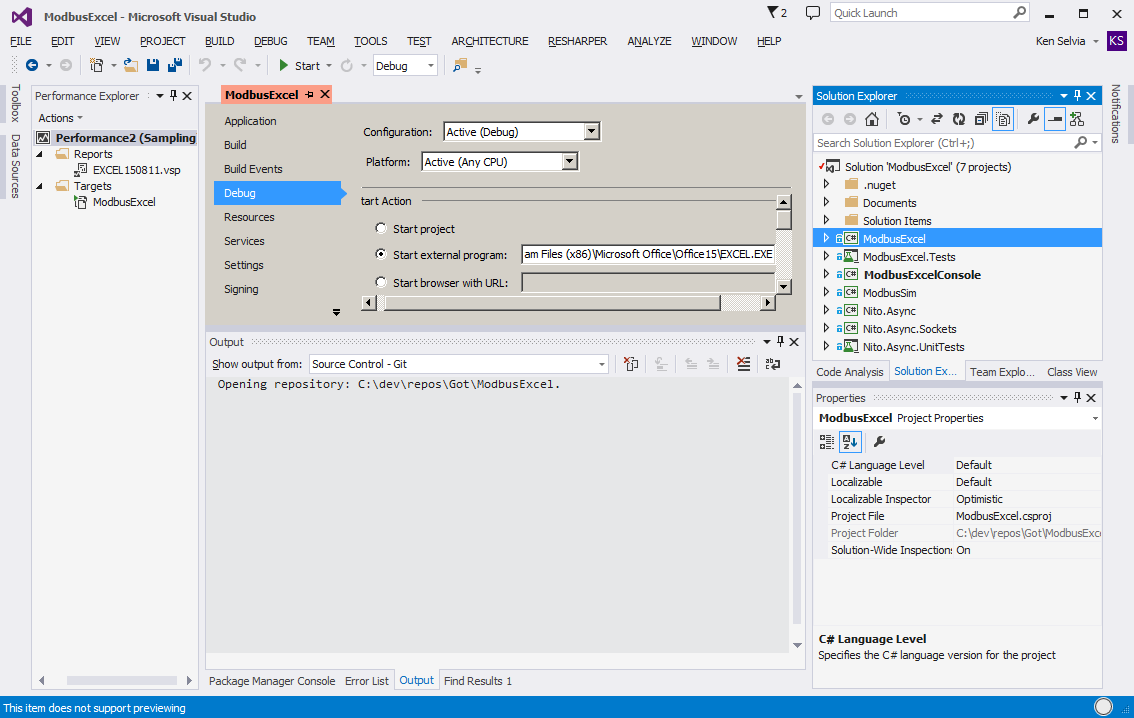 ModbusExcel - Microsoft Visual Studio
2
Quick Launch
FILE EDIT VIEW PROJECT BUILD DEBUG TEAM TOOLS TEST ARCHITECTURE RESHARPER ANALYZE WINDOW HELP
Ken Selvia
KS
Start
Debug
Toolbox
Data Sources
Performance Explorer
Actions
Performance2 (Sampling
Reports
EXCEL150811.vsp
Targets
ModbusExcel
ModbusExcel
Application
Build
Build Events
Debug
Resources
Services
Settings
Signing
Configuration: Active (Debug)
Platform: Active (Any CPU)
tart Action
Start project
Start external program: am Files (x86)\Microsoft Office\Office15\EXCEL.EXE
Start browser with URL:
Output
Show output from: Source Control - Git
Opening repository: C:\dev\repos\Got\ModbusExcel.
Package Manager Console Error List Output Find Results 1
Solution Explorer
Search Solution Explorer (Ctrl+;)
Solution 'ModbusExcel' (7 projects)
.nuget
Documents
Solution Items
C# ModbusExcel
ModbusExcel.Tests
C# ModbusExcelConsole
C# ModbusSim
C# Nito.Async
C# Nito.Async.Sockets
Nito.Async.UnitTests
Code Analysis Solution Ex... Team Explo... Class View
Notifications
Properties
ModbusExcel Project Properties
C# Language Level Default
Localizable Default
Localizable Inspector Optimistic
Project File ModbusExcel.csproj
Project Folder C:\dev\repos\Got\ModbusExc
Solution-Wide Inspection: On
C# Language Level
Specifies the C# language version for the project
This item does not support previewing